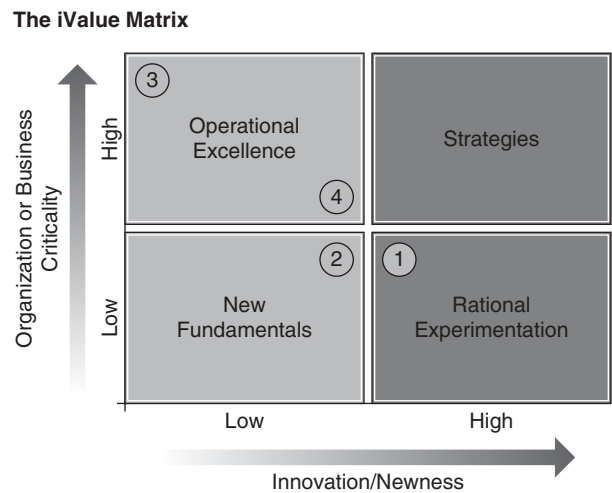 The iValue Matrix
Organization or Business
Criticality
High
Low
3
Operational
Excellence
4
Strategies
2
New
Fundamentals
1
Rational
Experimentation
Low
High
Innovation/Newness